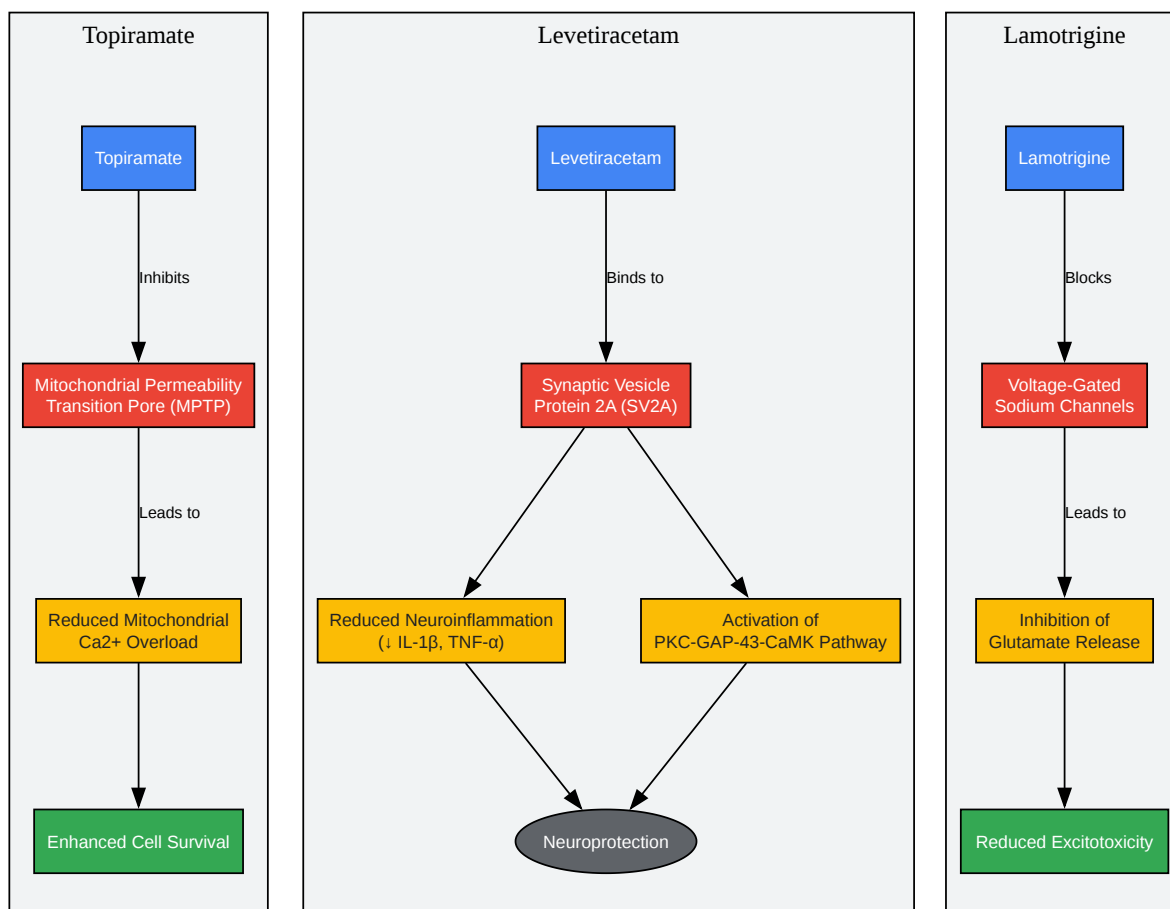 Topiramate
Topiramate
Inhibits
Mitochondrial Permeability
Transition Pore (MPTP)
Leads to
Reduced Mitochondrial
Ca2+ Overload
Enhanced Cell Survival
Levetiracetam
Levetiracetam
Binds to
Synaptic Vesicle
Protein 2A (SV2A)
Reduced Neuroinflammation
(↓ IL-1β, TNF-α)
Activation of
PKC-GAP-43-CaMK Pathway
Neuroprotection
Lamotrigine
Lamotrigine
Blocks
Voltage-Gated
Sodium Channels
Leads to
Inhibition of
Glutamate Release
Reduced Excitotoxicity